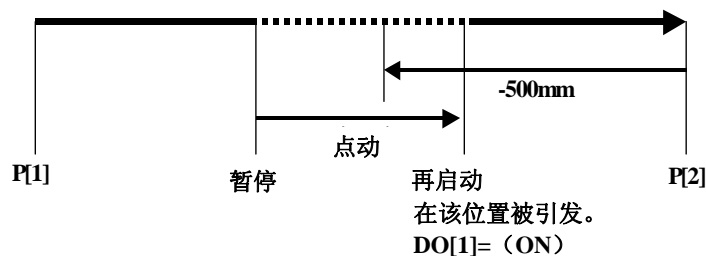 -500mm
点动
P[1]
暂停
再启动
P[2]
在该位置被引发。
DO[1]=（ON）